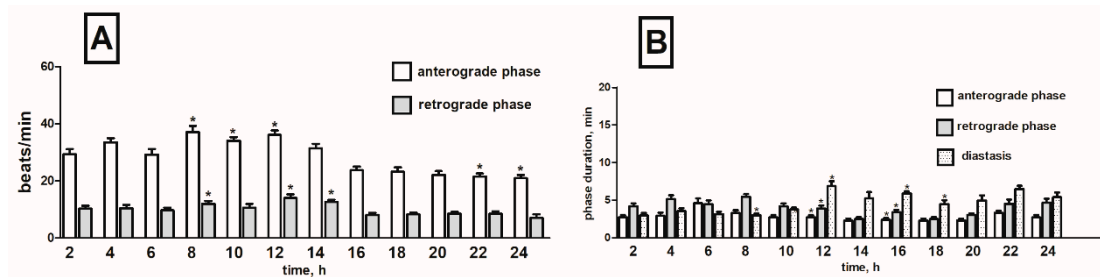 A
60
40
20
0
beats/min
anterograde phase
retrograde phase
* * * * * * * *
2 4 6 8 10 12 14 16 18 20 22 24
time, h
B
20
15
10
5
0
phase duration, min
anterograde phase
retrograde phase
diastasis
* * * * * * * *
2 4 6 8 10 12 14 16 18 20 22 24
time, h